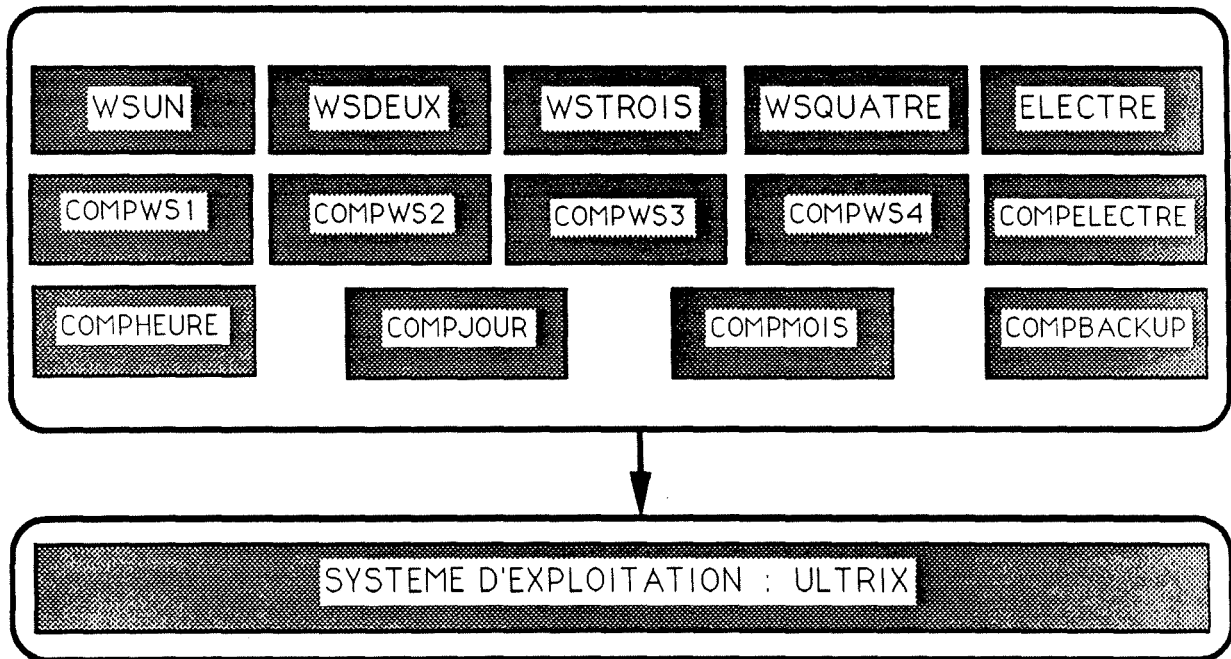 WSUN WSDEUX WSTROIS WSQUATRE ELECTRE
COMPWS1 COMPWS2 COMPWS3 COMPWS4 COMPELECTRE
COMPHEURE COMPJOUR COMPMOIS COMPBACKUP
SYSTEME D'EXPLOITATION : ULTRIX